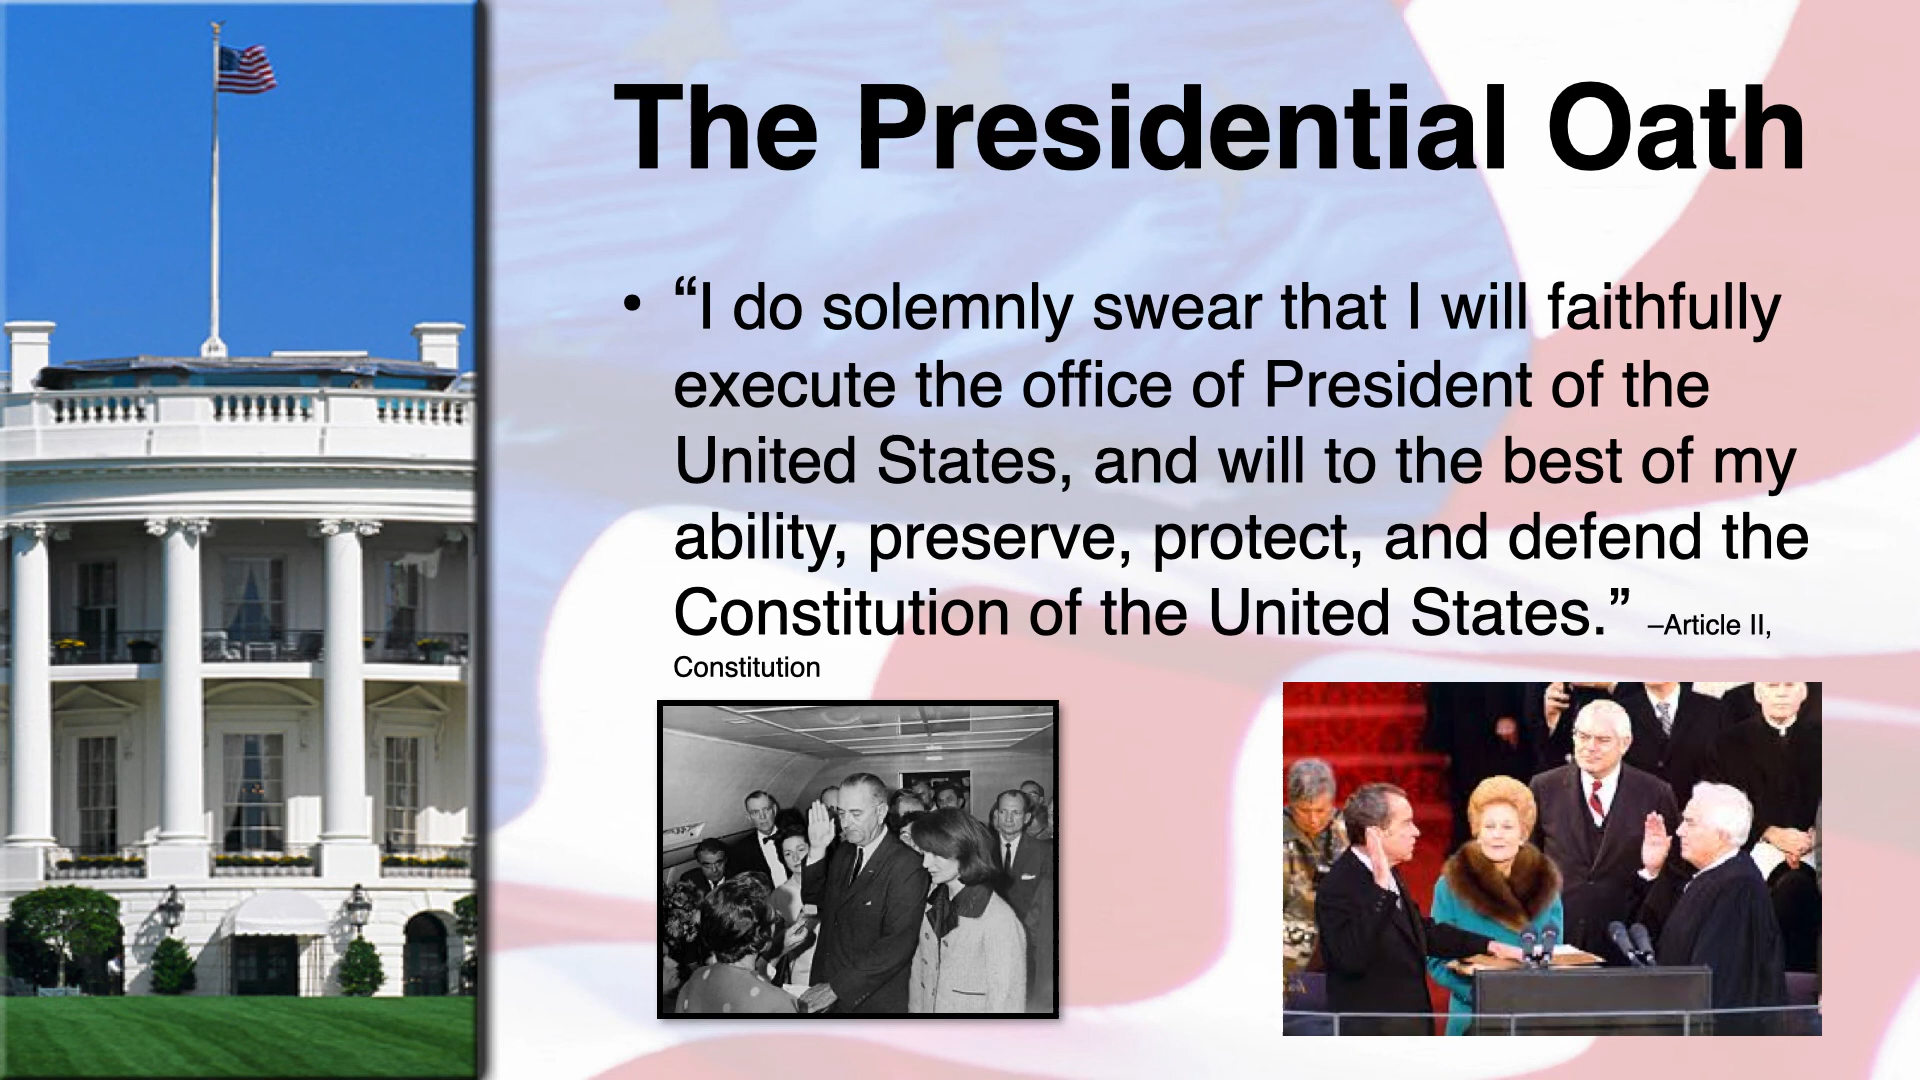 The Presidential Oath
• “I do solemnly swear that I will faithfully
execute the office of President of the
United States, and will to the best of my
ability, preserve, protect, and defend the
Constitution of the United States.” –Article II,
Constitution